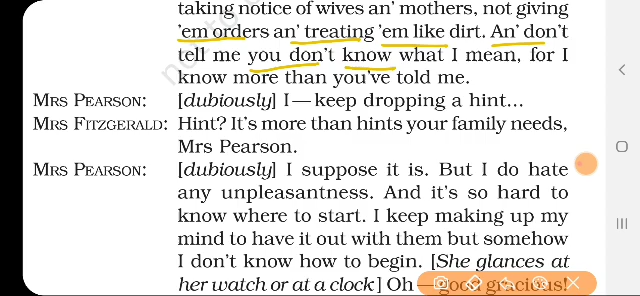 taking notice of wives an' mothers, not giving
'em orders an' treating 'em like dirt. An' don't
tell me you don't know what I mean, for I
know more than you've told me.
MRS PEARSON: [dubiously] I — keep dropping a hint...
MRS FITZGERALD: Hint? It's more than hints your family needs,
Mrs Pearson.
MRS PEARSON: [dubiously] I suppose it is. But I do hate
any unpleasantness. And it's so hard to
know where to start. I keep making up my
mind to have it out with them but somehow
I don't know how to begin. [She glances at
her watch or at a clock] Oh — good gracious!